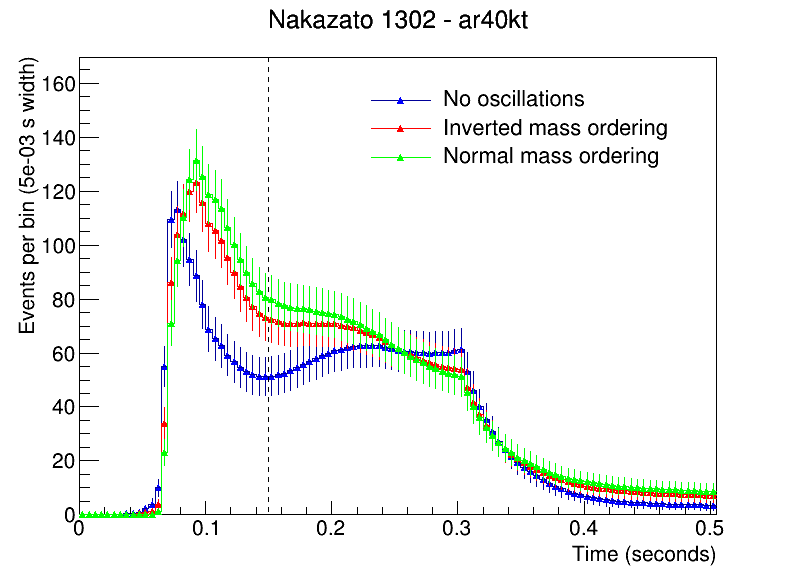 Nakazato 1302 - ar40kt
Events per bin (5e-03 s width)
160
140
120
100
80
60
40
20
0
No oscillations
Inverted mass ordering
Normal mass ordering
0 0.1 0.2 0.3 0.4 0.5
Time (seconds)